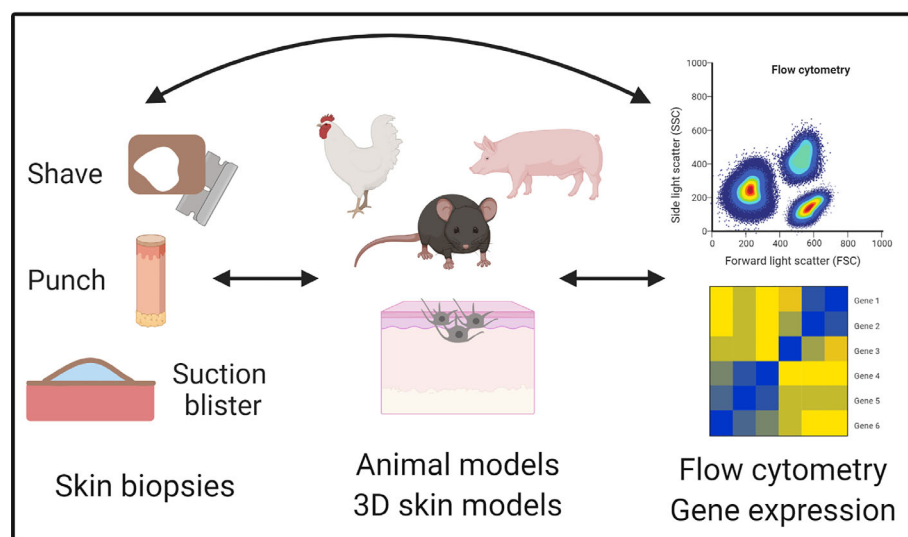 Shave
Punch
Suction
blister
Skin biopsies
Animal models
3D skin models
Flow cytometry
Side light scatter (SSC)
1000
800
600
400
200
0
0 200 400 600 800 1000
Forward light scatter (FSC)
Gene 1
Gene 2
Gene 3
Gene 4
Gene 5
Gene 6
Flow cytometry
Gene expression